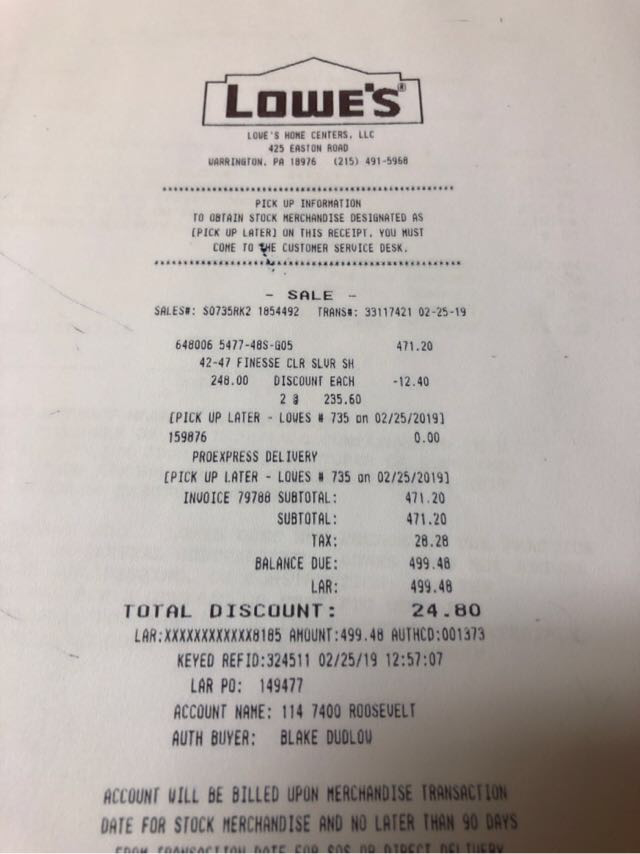 LOWE'S®
LOWE'S HOME CENTERS, LLC
425 EASTON ROAD
WARRINGTON, PA 18976 (215) 491-5968
PICK UP INFORMATION
TO OBTAIN STOCK MERCHANDISE DESIGNATED AS
[PICK UP LATER] ON THIS RECEIPT, YOU MUST
COME TO THE CUSTOMER SERVICE DESK.
- SALE -
SALES#: S0735RK2 1854492 TRANS#: 33117421 02-25-19
648006 5477-48S-G05 471.20
42-47 FINESSE CLR SLVR SH
248.00 DISCOUNT EACH -12.40
2 @ 235.60
[PICK UP LATER - LOWES # 735 on 02/25/2019]
159876 0.00
PROEXPRESS DELIVERY
[PICK UP LATER - LOWES # 735 on 02/25/2019]
INVOICE 79788 SUBTOTAL: 471.20
SUBTOTAL: 471.20
TAX: 28.28
BALANCE DUE: 499.48
LAR: 499.48
TOTAL DISCOUNT: 24.80
LAR:XXXXXXXXXXXX8185 AMOUNT:499.48 AUTHCD:001373
KEYED REFID:324511 02/25/19 12:57:07
LAR PO: 149477
ACCOUNT NAME: 114 7400 ROOSEVELT
AUTH BUYER: BLAKE DUDLOW
ACCOUNT WILL BE BILLED UPON MERCHANDISE TRANSACTION
DATE FOR STOCK MERCHANDISE AND NO LATER THAN 90 DAYS
FROM TRANSACTION DATE FOR SOS OR DIRECT DELIVERY